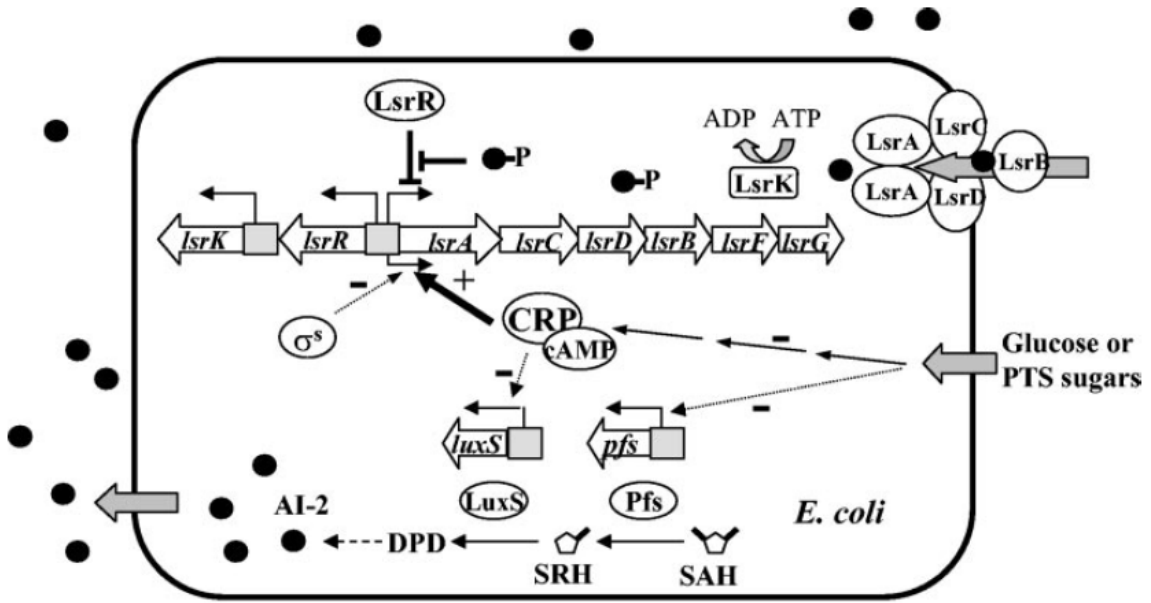 LsrR
ADP ATP
LsrC
LsrA
LsrB
P
P
LsrK
LsrA
LsrD
lsrK
lsrR
lsrA
lsrC
lsrD
lsrB
lsrF
lsrG
- +
σs
CRP
cAMP
-
Glucose or
PTS sugars
-
-
luxS
pfs
LuxS
Pfs
E. coli
AI-2
DPD
SRH
SAH